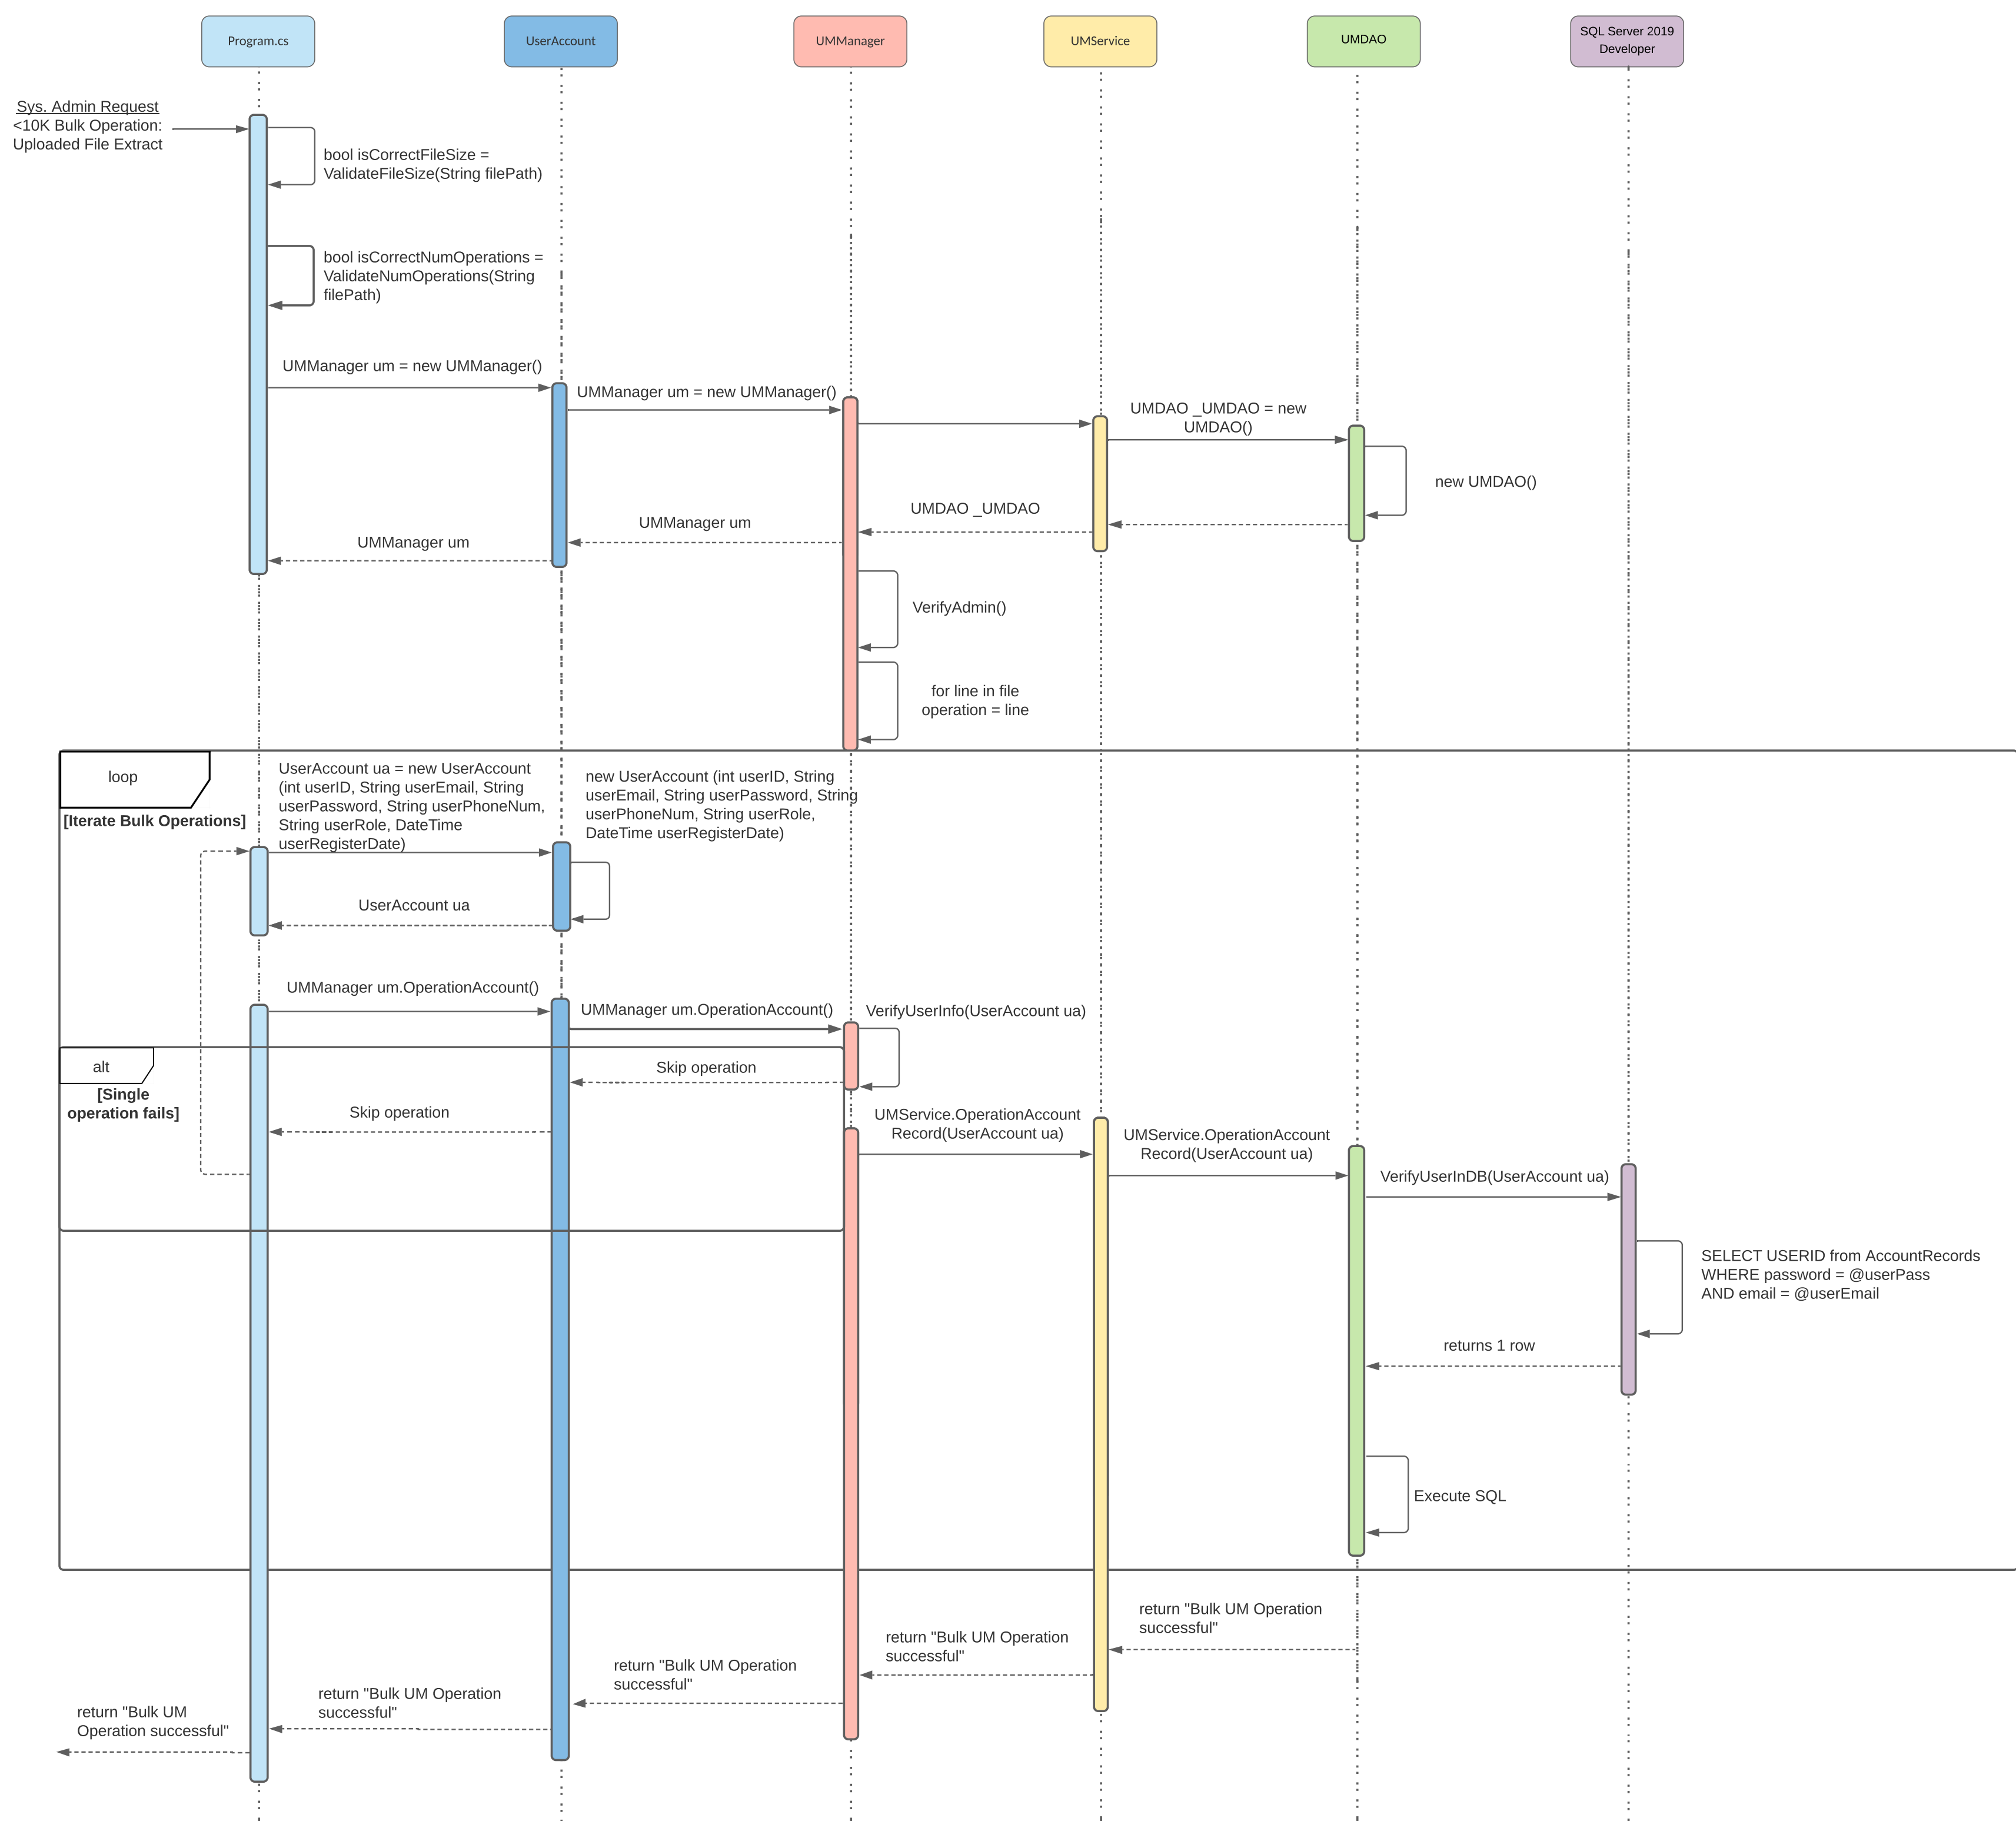 Program.cs
UserAccount
UMManager
UMService
UMDAO
SQL Server 2019
Developer
Sys. Admin Request
<10K Bulk Operation:
Uploaded File Extract
bool isCorrectFileSize =
ValidateFileSize(String filePath)
bool isCorrectNumOperations =
ValidateNumOperations(String
filePath)
UMManager um = new UMManager()
UMManager um = new UMManager()
UMDAO _UMDAO = new
UMDAO()
new UMDAO()
UMDAO _UMDAO
UMManager um
UMManager um
VerifyAdmin()
for line in file
operation = line
loop
[Iterate Bulk Operations]
UserAccount ua = new UserAccount
(int userID, String userEmail, String
userPassword, String userPhoneNum,
String userRole, DateTime
userRegisterDate)
new UserAccount (int userID, String
userEmail, String userPassword, String
userPhoneNum, String userRole,
DateTime userRegisterDate)
UserAccount ua
UMManager um.OperationAccount()
UMManager um.OperationAccount()
VerifyUserInfo(UserAccount ua)
alt
[Single
operation fails]
Skip operation
Skip operation
UMService.OperationAccount
Record(UserAccount ua)
UMService.OperationAccount
Record(UserAccount ua)
VerifyUserInDB(UserAccount ua)
SELECT USERID from AccountRecords
WHERE password = @userPass
AND email = @userEmail
returns 1 row
Execute SQL
return "Bulk UM Operation
successful"
return "Bulk UM Operation
successful"
return "Bulk UM Operation
successful"
return "Bulk UM Operation
successful"
return "Bulk UM
Operation successful"